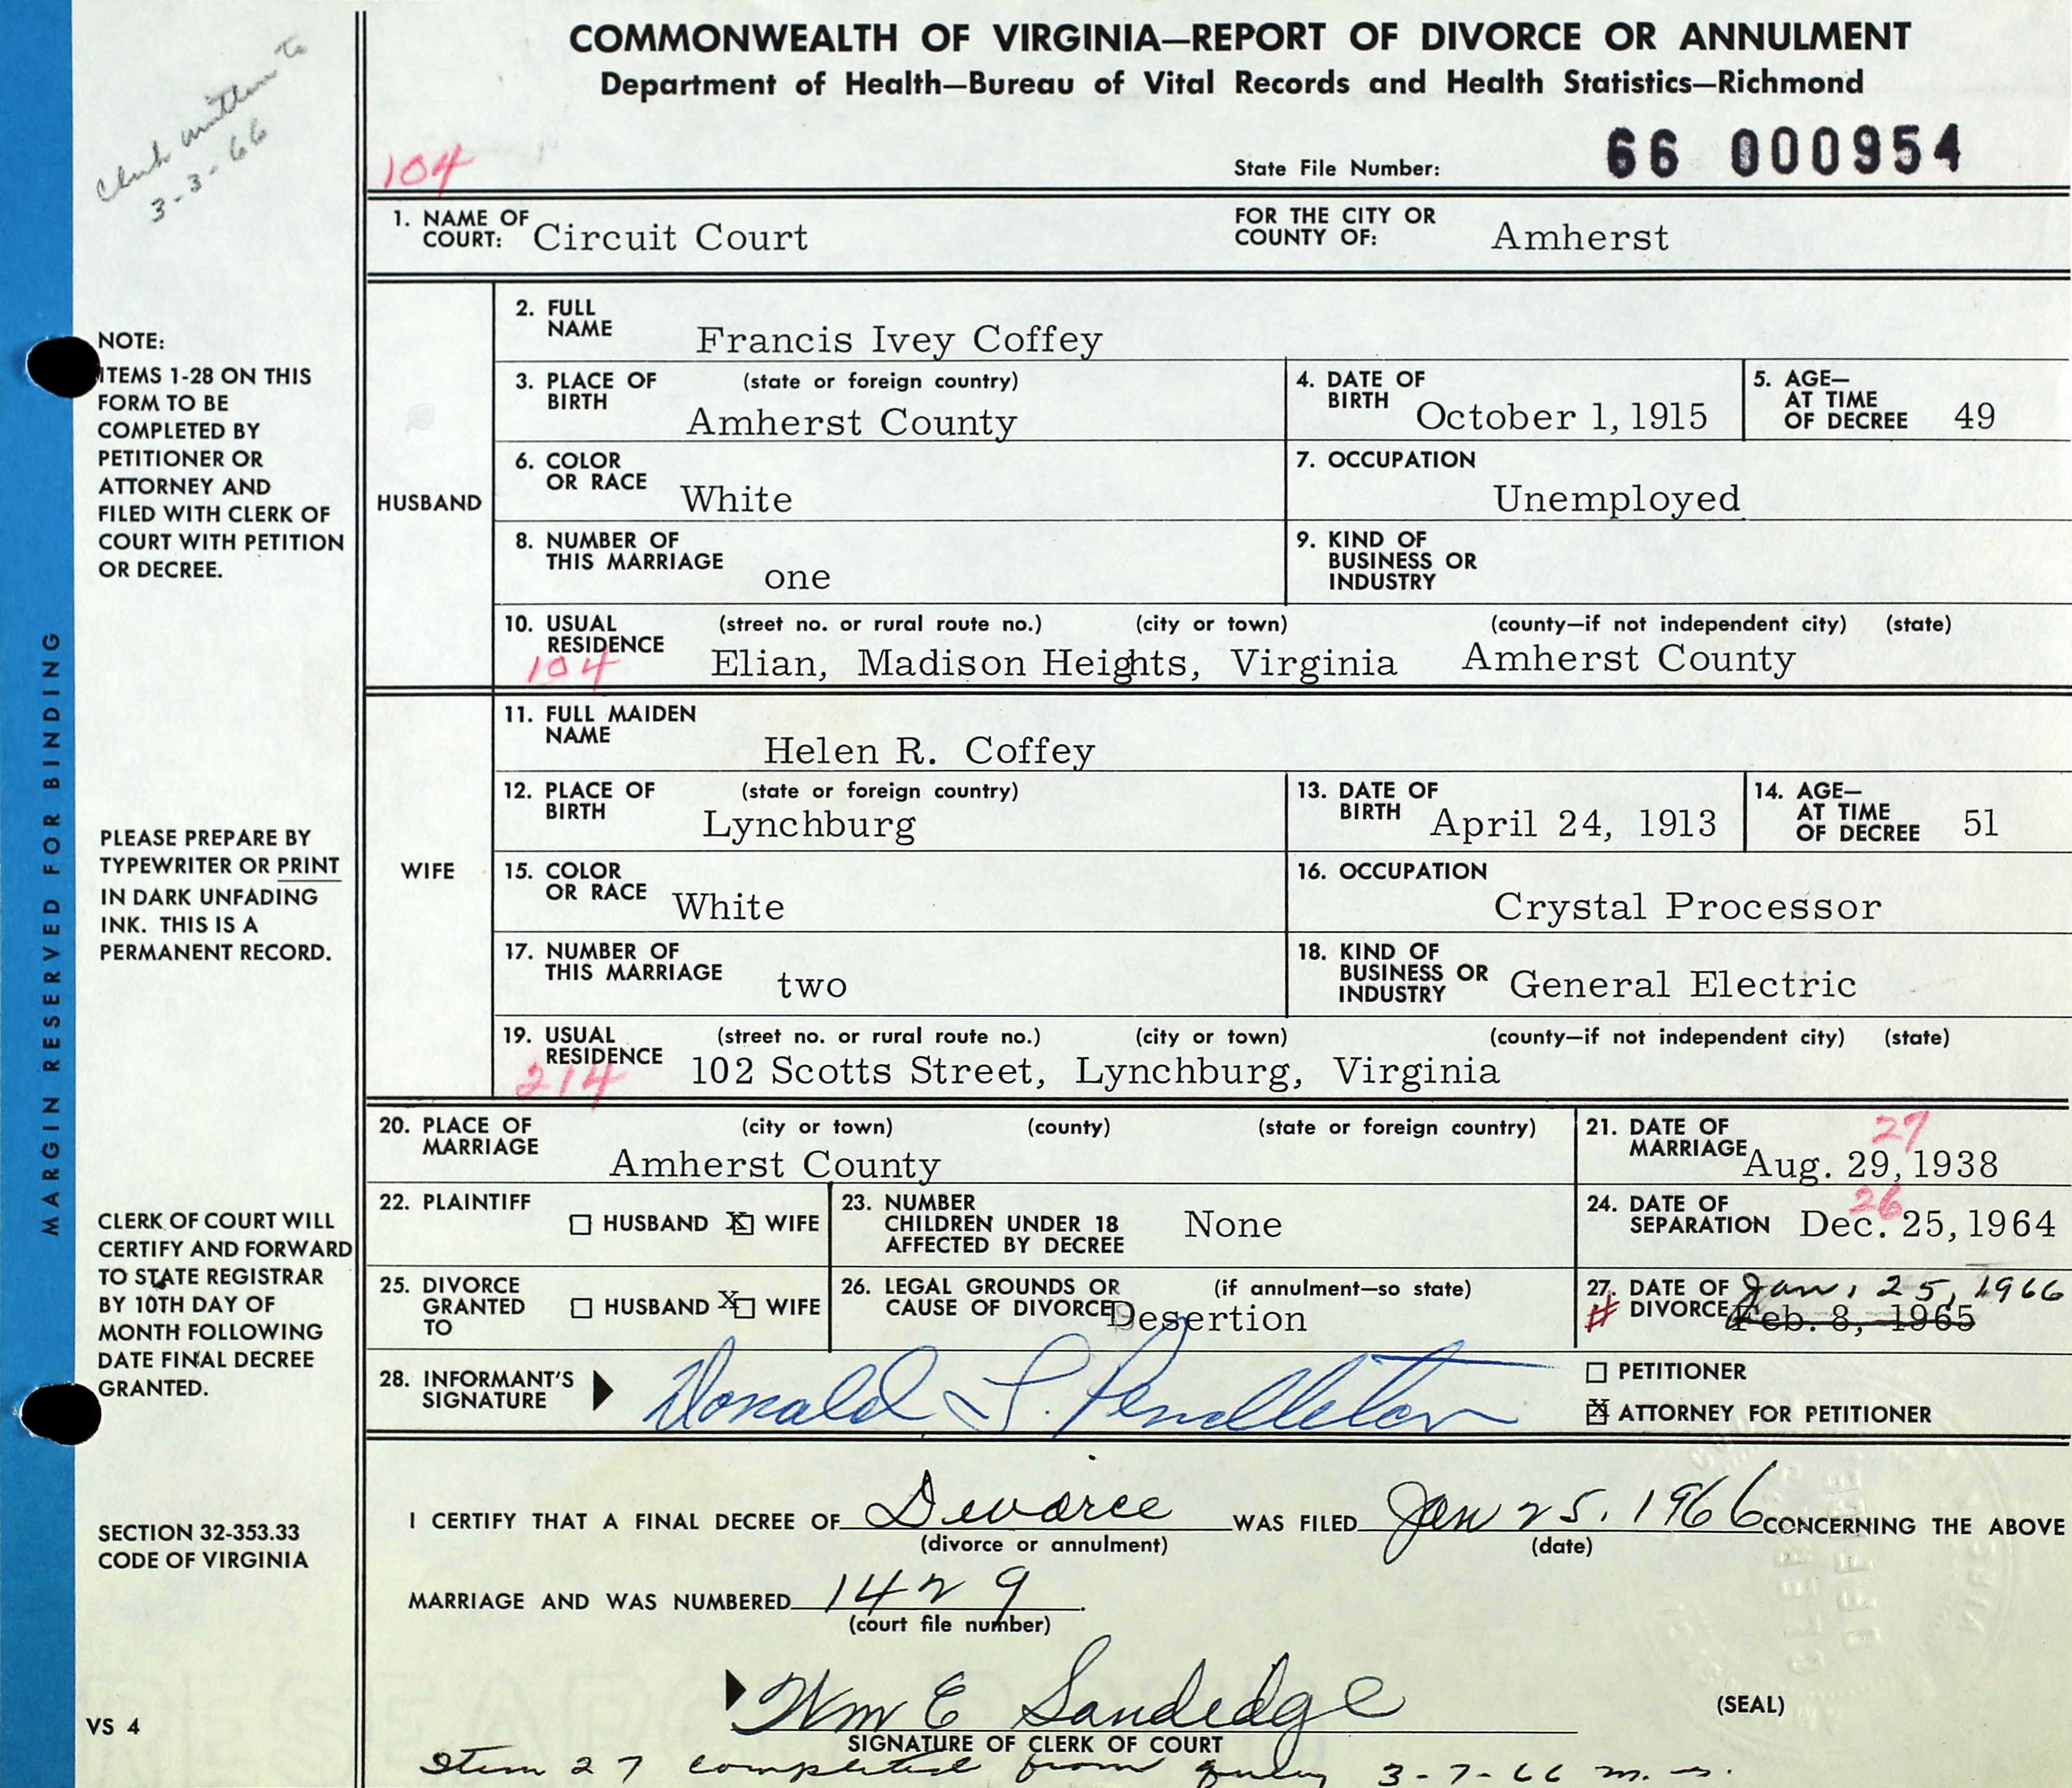 COMMONWEALTH OF VIRGINIA—REPORT OF DIVORCE OR ANNULMENT
Department of Health—Bureau of Vital Records and Health Statistics—Richmond
Clerk written to
3-3-66
104
State File Number: 66 000954
1. NAME OF COURT: Circuit Court
FOR THE CITY OR COUNTY OF: Amherst
MARGIN RESERVED FOR BINDING
NOTE:
ITEMS 1-28 ON THIS
FORM TO BE
COMPLETED BY
PETITIONER OR
ATTORNEY AND
FILED WITH CLERK OF
COURT WITH PETITION
OR DECREE.
PLEASE PREPARE BY
TYPEWRITER OR PRINT
IN DARK UNFADING
INK. THIS IS A
PERMANENT RECORD.
CLERK OF COURT WILL
CERTIFY AND FORWARD
TO STATE REGISTRAR
BY 10TH DAY OF
MONTH FOLLOWING
DATE FINAL DECREE
GRANTED.
SECTION 32-353.33
CODE OF VIRGINIA
VS 4
HUSBAND
2. FULL NAME Francis Ivey Coffey
3. PLACE OF BIRTH (state or foreign country) Amherst County
4. DATE OF BIRTH October 1, 1915
5. AGE— AT TIME OF DECREE 49
6. COLOR OR RACE White
7. OCCUPATION Unemployed
8. NUMBER OF THIS MARRIAGE one
9. KIND OF BUSINESS OR INDUSTRY
10. USUAL RESIDENCE (street no. or rural route no.) (city or town) (county—if not independent city) (state)
104 Elian, Madison Heights, Virginia Amherst County
WIFE
11. FULL MAIDEN NAME Helen R. Coffey
12. PLACE OF BIRTH (state or foreign country) Lynchburg
13. DATE OF BIRTH April 24, 1913
14. AGE— AT TIME OF DECREE 51
15. COLOR OR RACE White
16. OCCUPATION Crystal Processor
17. NUMBER OF THIS MARRIAGE two
18. KIND OF BUSINESS OR INDUSTRY General Electric
19. USUAL RESIDENCE (street no. or rural route no.) (city or town) (county—if not independent city) (state)
214 102 Scotts Street, Lynchburg, Virginia
20. PLACE OF MARRIAGE (city or town) (county) (state or foreign country) Amherst County
21. DATE OF MARRIAGE 27 Aug. 29, 1938
22. PLAINTIFF ☐ HUSBAND ☒ WIFE
23. NUMBER CHILDREN UNDER 18 AFFECTED BY DECREE None
24. DATE OF SEPARATION 26 Dec. 25, 1964
25. DIVORCE GRANTED TO ☐ HUSBAND ☒ WIFE
26. LEGAL GROUNDS OR CAUSE OF DIVORCE (if annulment—so state) Desertion
27. DATE OF DIVORCE # Jan. 25, 1966 Feb. 8, 1965
28. INFORMANT'S SIGNATURE Donald S. Pendleton
☐ PETITIONER
☒ ATTORNEY FOR PETITIONER
I CERTIFY THAT A FINAL DECREE OF Divorce WAS FILED Jan 25, 1966 CONCERNING THE ABOVE
(divorce or annulment) (date)
MARRIAGE AND WAS NUMBERED 1429
(court file number)
Wm E Sandidge
(SEAL)
SIGNATURE OF CLERK OF COURT
Item 27 completed from query 3-7-66 m. s.